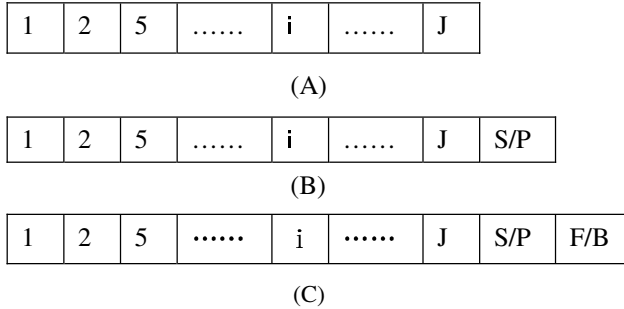 1 2 5 …… i …… J
(A)
1 2 5 …… i …… J S/P
(B)
1 2 5 …… i …… J S/P F/B
(C)